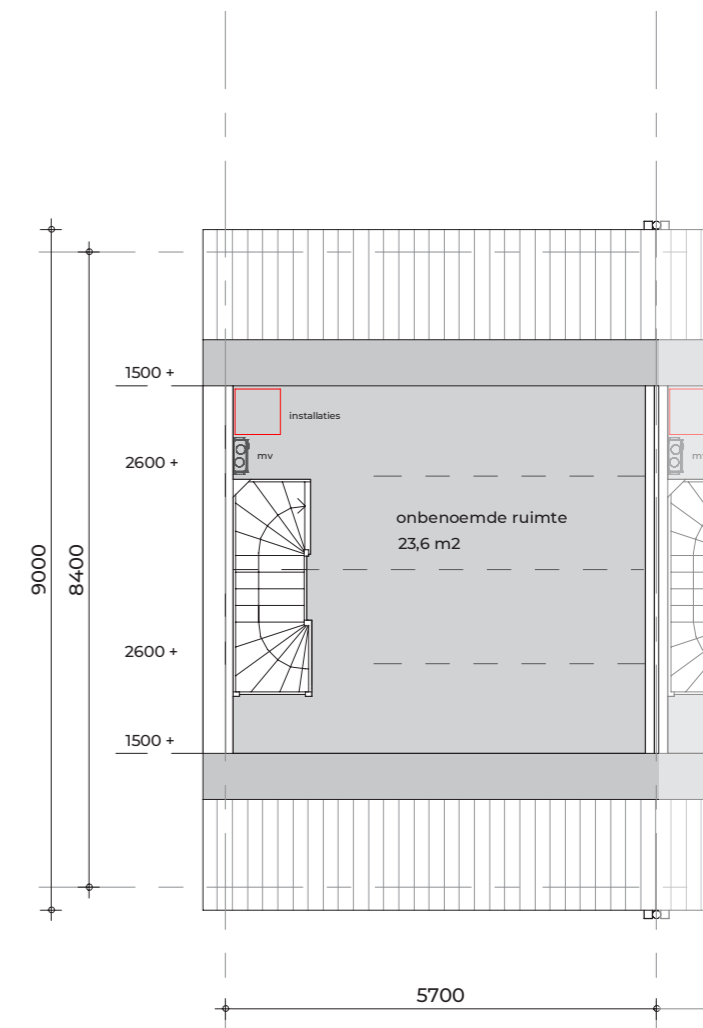 1500 +
installaties
mv
m
2600 +
onbenoemde ruimte
23,6 m2
9000
8400
2600 +
1500 +
5700